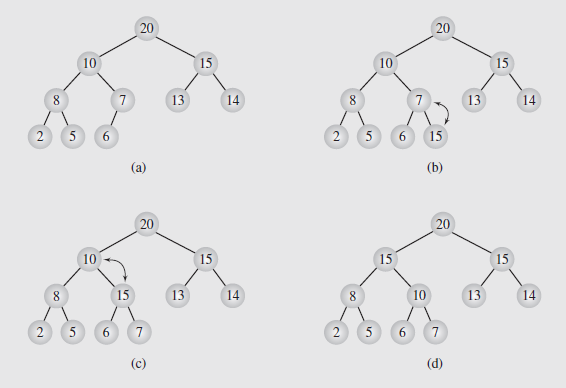 20 20
10 15 10 15
8 7 13 14 8 7 13 14
2 5 6 2 5 6 15
(a) (b)
20 20
10 15 15 15
8 15 13 14 8 10 13 14
2 5 6 7 2 5 6 7
(c) (d)